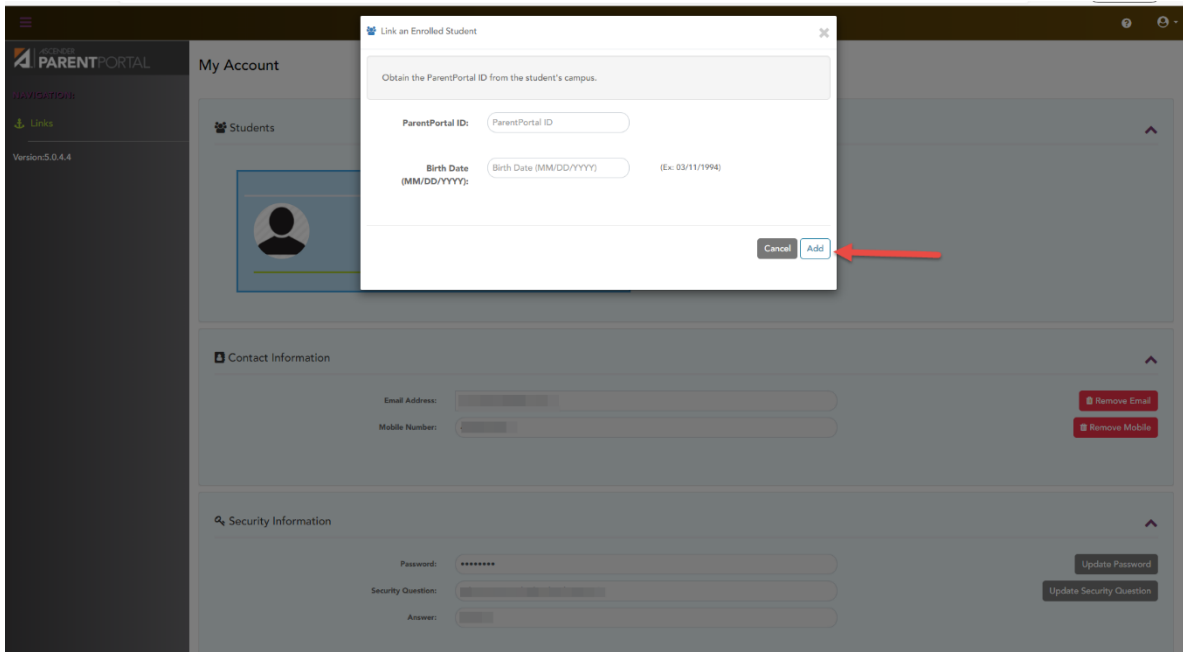 Link an Enrolled Student
Obtain the ParentPortal ID from the student's campus.
ParentPortal ID: ParentPortal ID
Birth Date (MM/DD/YYYY): Birth Date (MM/DD/YYYY) (Ex: 03/11/1994)
Cancel Add
ASCENDER
PARENTPORTAL
NAVIGATION:
Links
Version:5.0.4.4
My Account
Students
Contact Information
Email Address: Remove Email
Mobile Number: Remove Mobile
Security Information
Password: •••••••• Update Password
Security Question: Update Security Question
Answer: